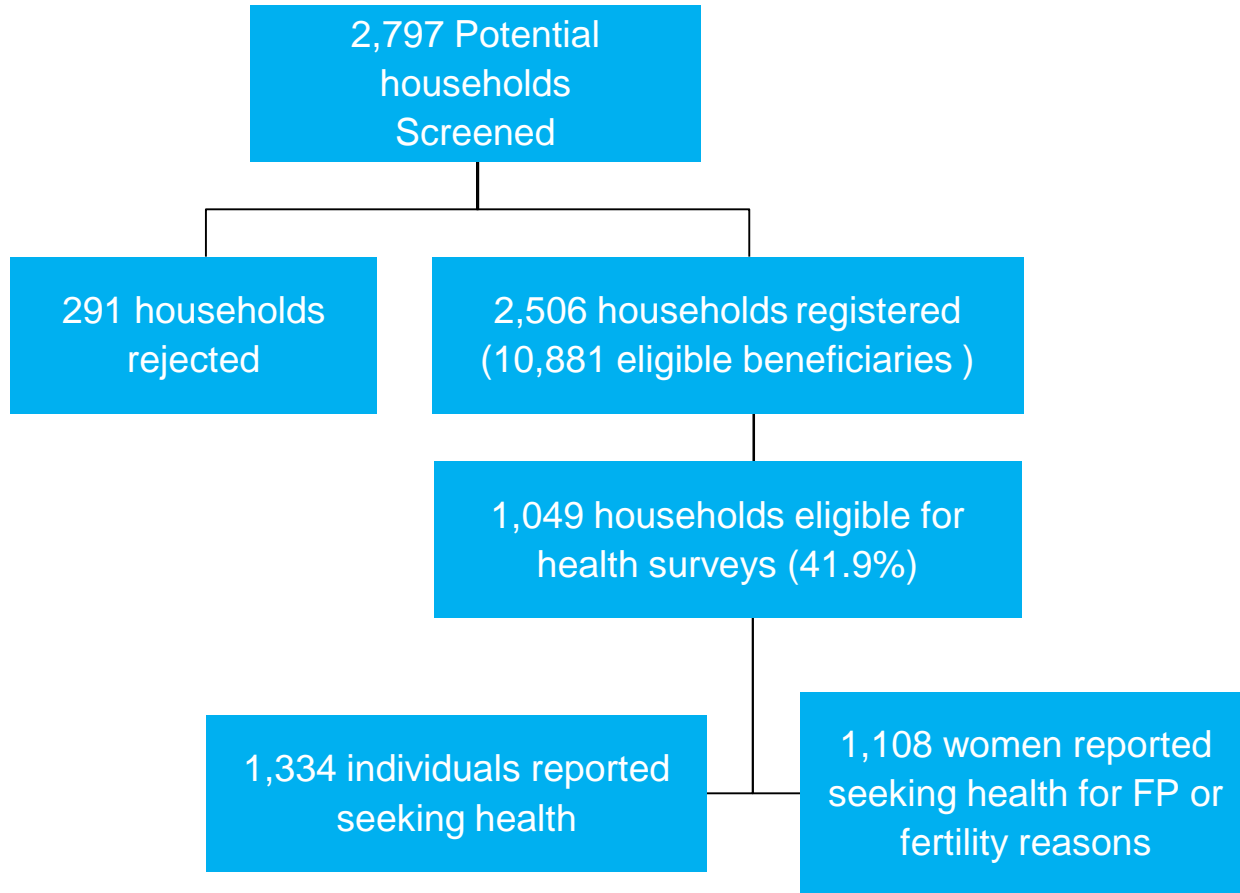 2,797 Potential
households
Screened
291 households
rejected
2,506 households registered
(10,881 eligible beneficiaries )
1,049 households eligible for
health surveys (41.9%)
1,334 individuals reported
seeking health
1,108 women reported
seeking health for FP or
fertility reasons